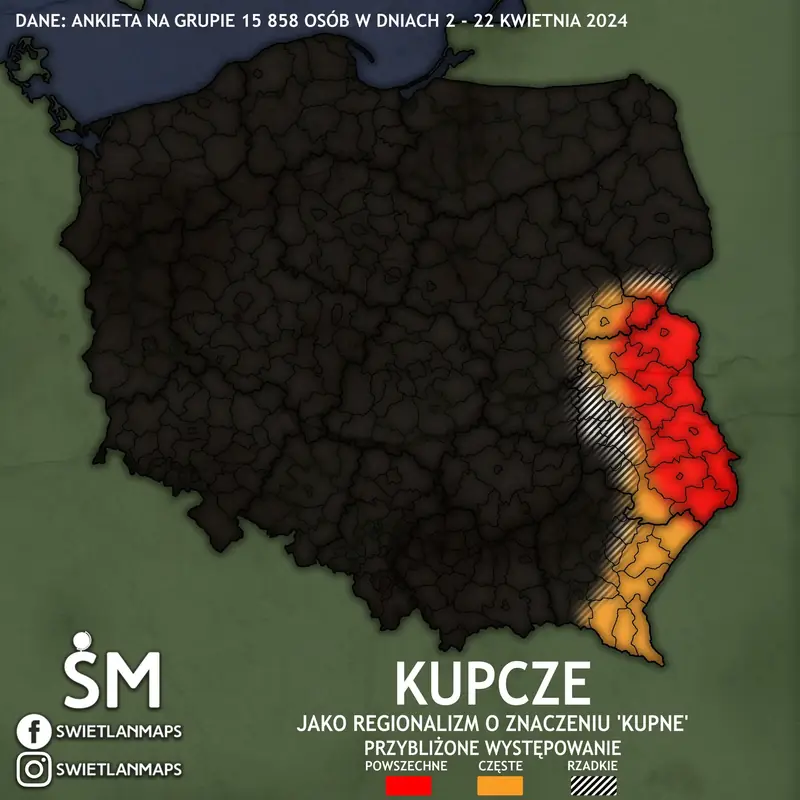 DANE: ANKIETA NA GRUPIE 15 858 OSÓB W DNIACH 2 - 22 KWIETNIA 2024
ŚM
SWIETLANMAPS
SWIETLANMAPS
KUPCZE
JAKO REGIONALIZM O ZNACZENIU 'KUPNE'
PRZYBLIŻONE WYSTĘPOWANIE
POWSZECHNE CZĘSTE RZADKIE